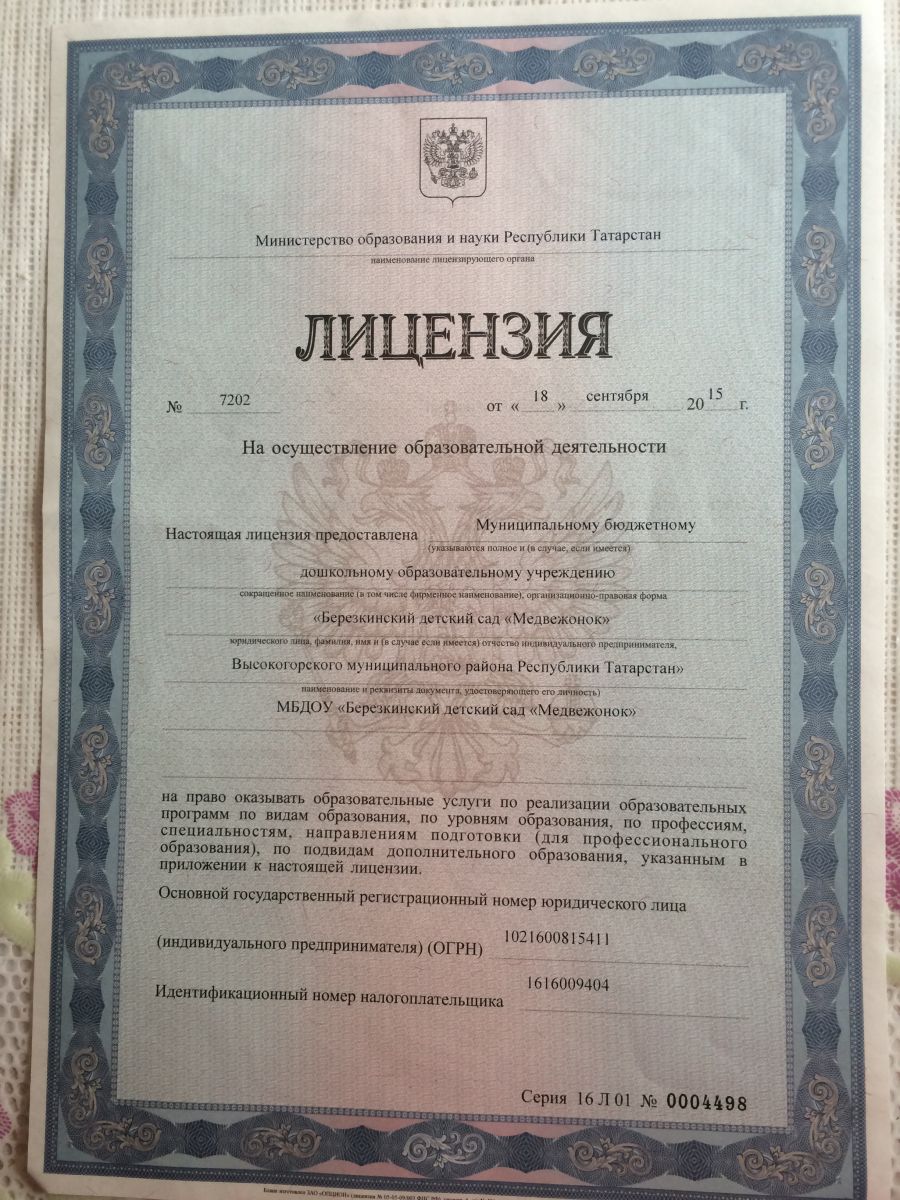 Министерство образования и науки Республики Татарстан
наименование лицензирующего органа
ЛИЦЕНЗИЯ
№ 7202 от « 18 » сентября 20 15 г.
На осуществление образовательной деятельности
Настоящая лицензия предоставлена Муниципальному бюджетному
(указываются полное и (в случае, если имеется)
дошкольному образовательному учреждению
сокращенное наименование (в том числе фирменное наименование), организационно-правовая форма
«Березкинский детский сад «Медвежонок»
юридического лица, фамилия, имя и (в случае если имеется) отчество индивидуального предпринимателя,
Высокогорского муниципального района Республики Татарстан»
наименование и реквизиты документа, удостоверяющего его личность)
МБДОУ «Березкинский детский сад «Медвежонок»
на право оказывать образовательные услуги по реализации образовательных
программ по видам образования, по уровням образования, по профессиям,
специальностям, направлениям подготовки (для профессионального
образования), по подвидам дополнительного образования, указанным в
приложении к настоящей лицензии.
Основной государственный регистрационный номер юридического лица
(индивидуального предпринимателя) (ОГРН) 1021600815411
Идентификационный номер налогоплательщика 1616009404
Серия 16 Л 01 № 0004498